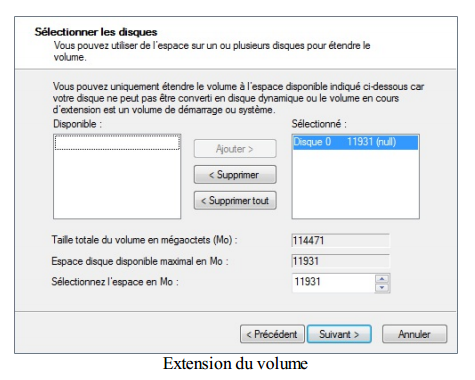 Sélectionner les disques
Vous pouvez utiliser de l'espace sur un ou plusieurs disques pour étendre le
volume.
Vous pouvez uniquement étendre le volume à l'espace disponible indiqué ci-dessous car
votre disque ne peut pas être converti en disque dynamique ou le volume en cours
d'extension est un volume de démarrage ou système.
Disponible :
Sélectionné :
Ajouter >
Disque 0 11931 (null)
< Supprimer
< Supprimer tout
Taille totale du volume en mégaoctets (Mo) : 114471
Espace disque disponible maximal en Mo : 11931
Sélectionnez l'espace en Mo : 11931
< Précédent Suivant > Annuler
Extension du volume